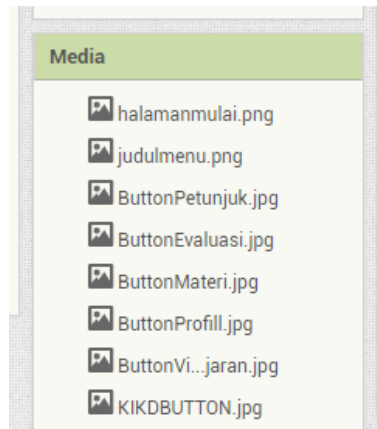 Media
halamanmulai.png
judulmenu.png
ButtonPetunjuk.jpg
ButtonEvaluasi.jpg
ButtonMateri.jpg
ButtonProfill.jpg
ButtonVi...jaran.jpg
KIKDBUTTON.jpg